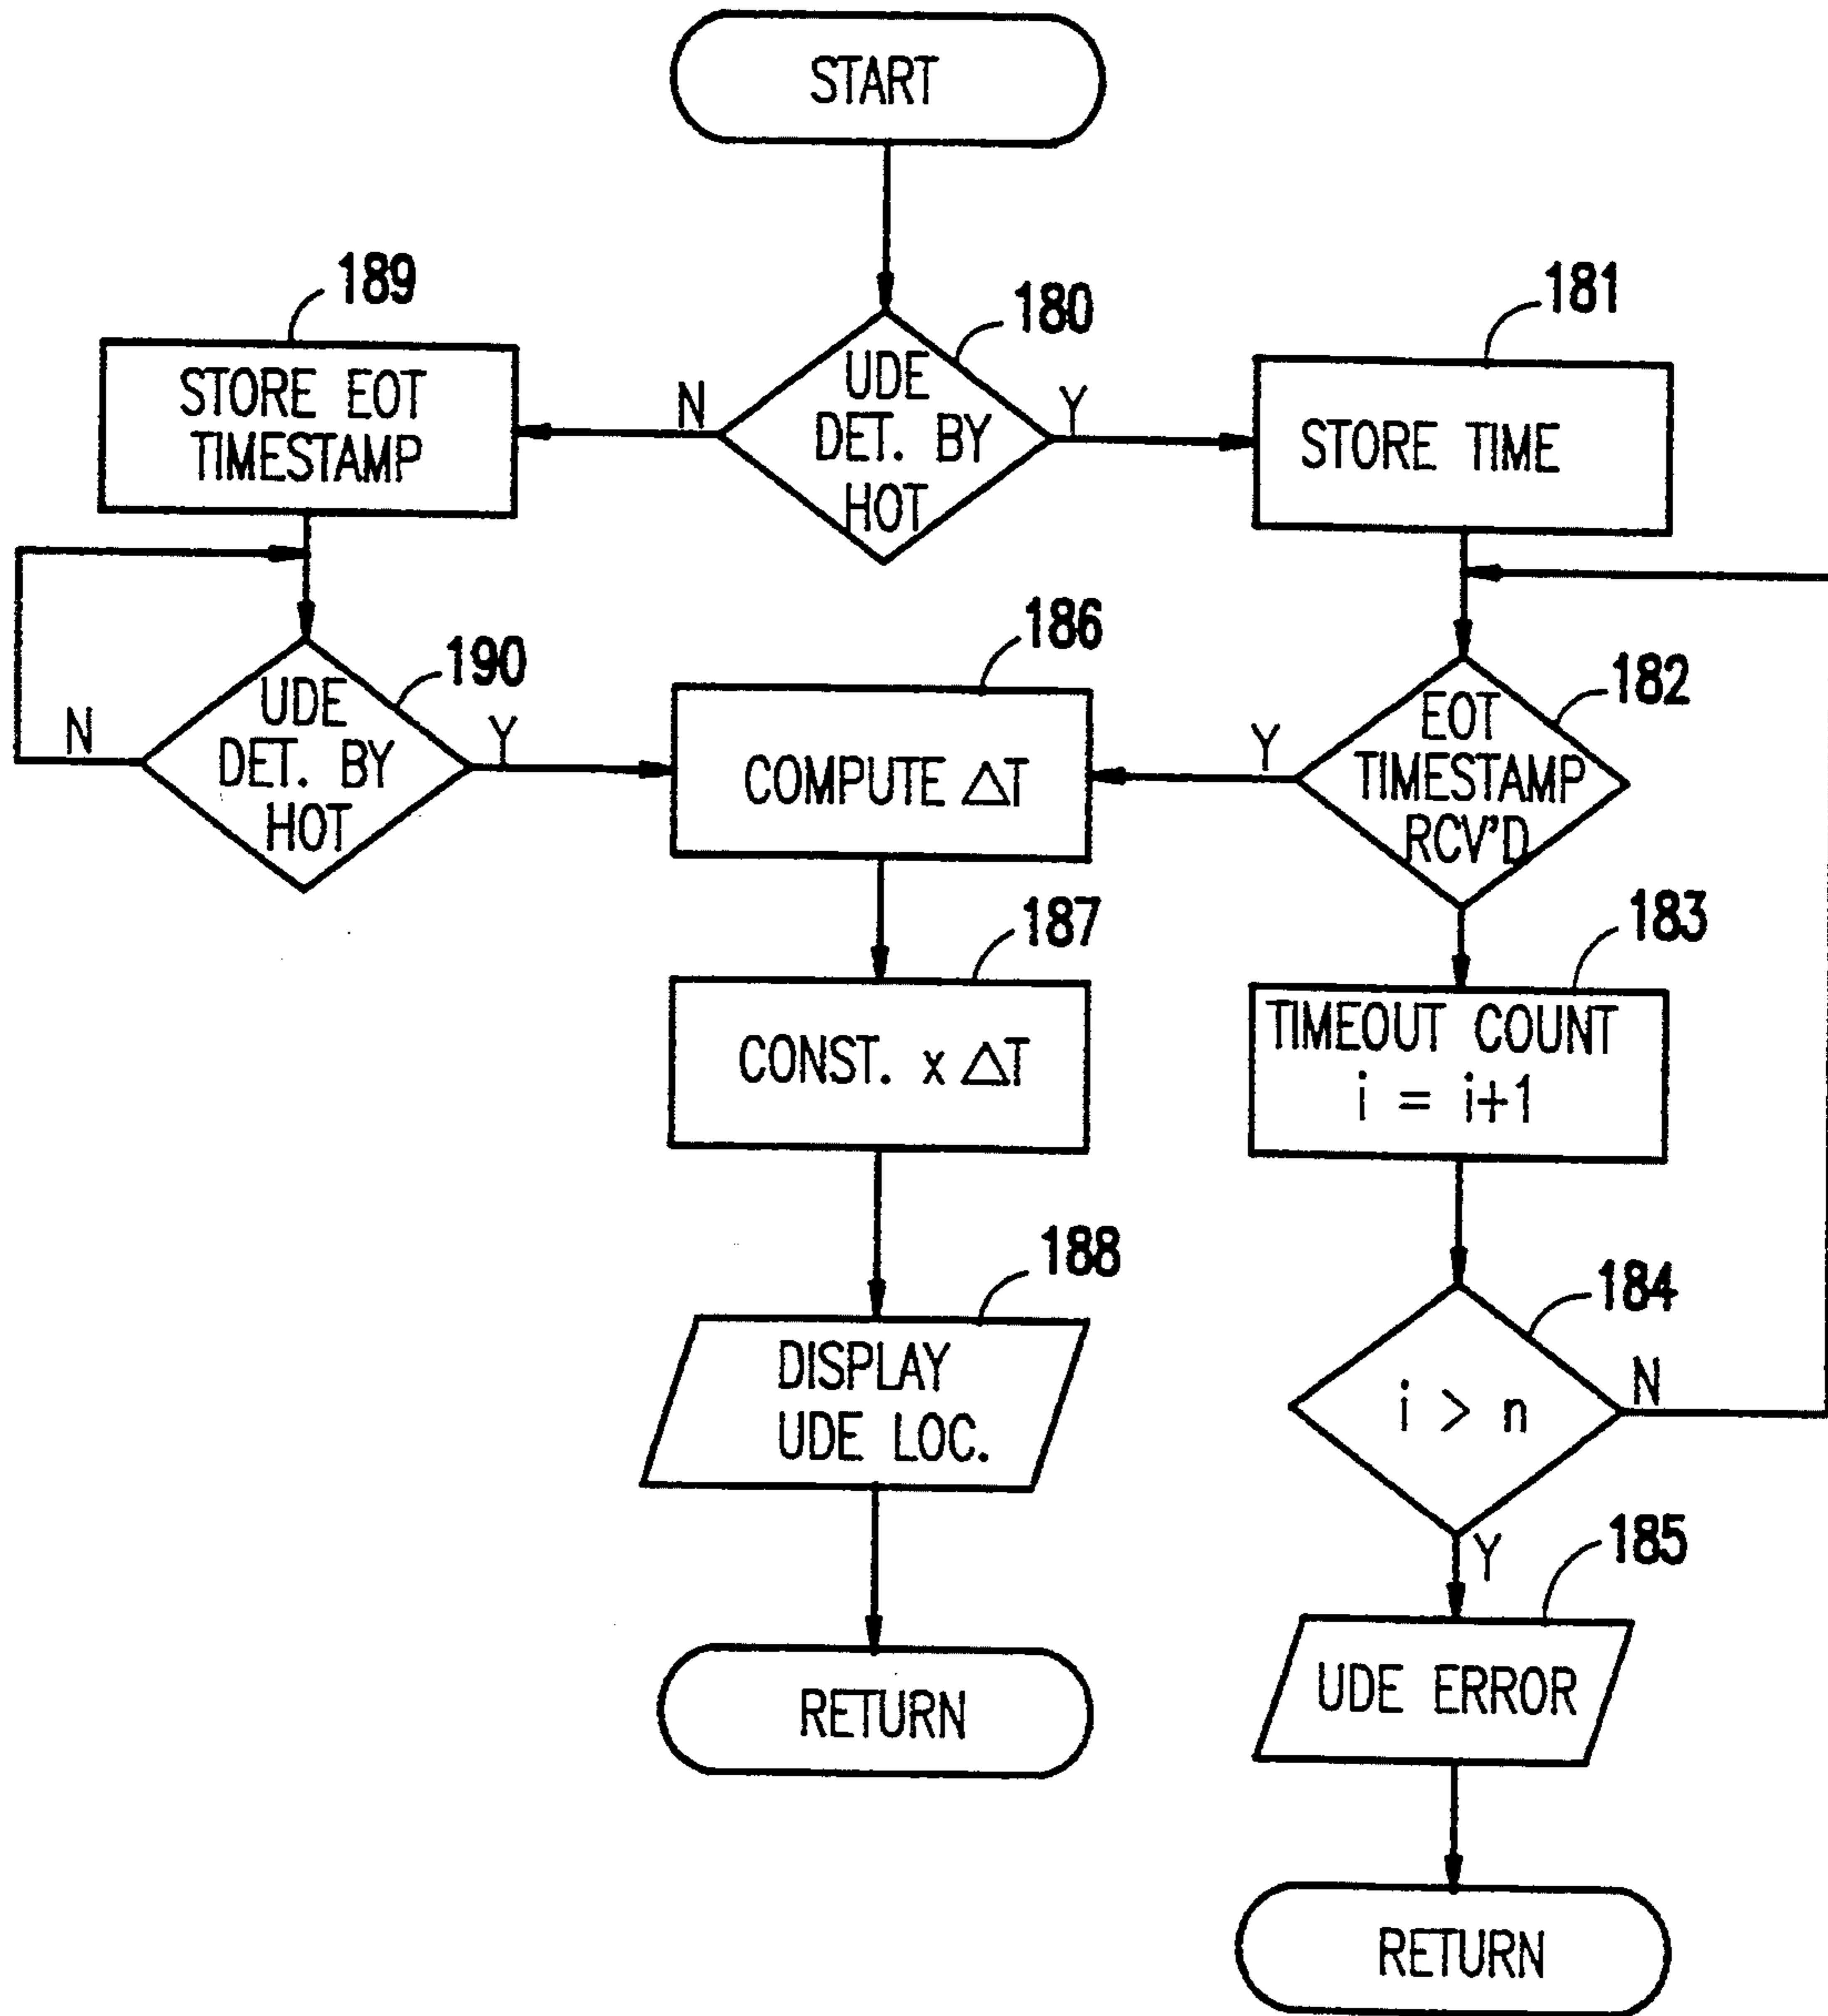 START
189
180
181
STORE EOT
TIMESTAMP
N
UDE
DET. BY
HOT
Y
STORE TIME
190
186
182
N
UDE
DET. BY
HOT
Y
COMPUTE △T
Y
EOT
TIMESTAMP
RCV'D
187
183
CONST. x △T
TIMEOUT COUNT
i = i+1
188
184
DISPLAY
UDE LOC.
i > n
N
Y
185
UDE ERROR
RETURN
RETURN